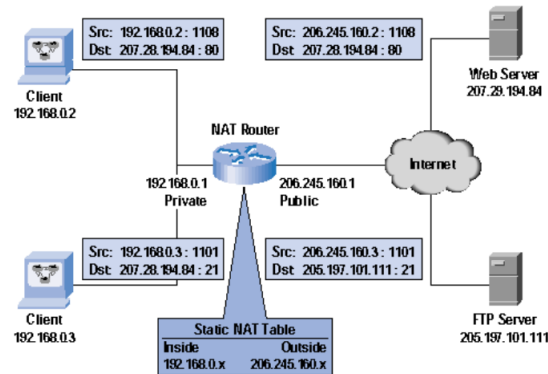 Src: 192.168.0.2 : 1108
Dst: 207.28.194.84 : 80
Src: 206.245.160.2 : 1108
Dst: 207.28.194.84 : 80
Client
192.168.0.2
Web Server
207.29.194.84
NAT Router
Internet
192.168.0.1
Private
206.245.160.1
Public
Src: 192.168.0.3 : 1101
Dst: 207.28.194.84 : 21
Src: 206.245.160.3 : 1101
Dst: 205.197.101.111 : 21
Client
192.168.0.3
FTP Server
205.197.101.111
Static NAT Table
Inside Outside
192.168.0.x 206.245.160.x